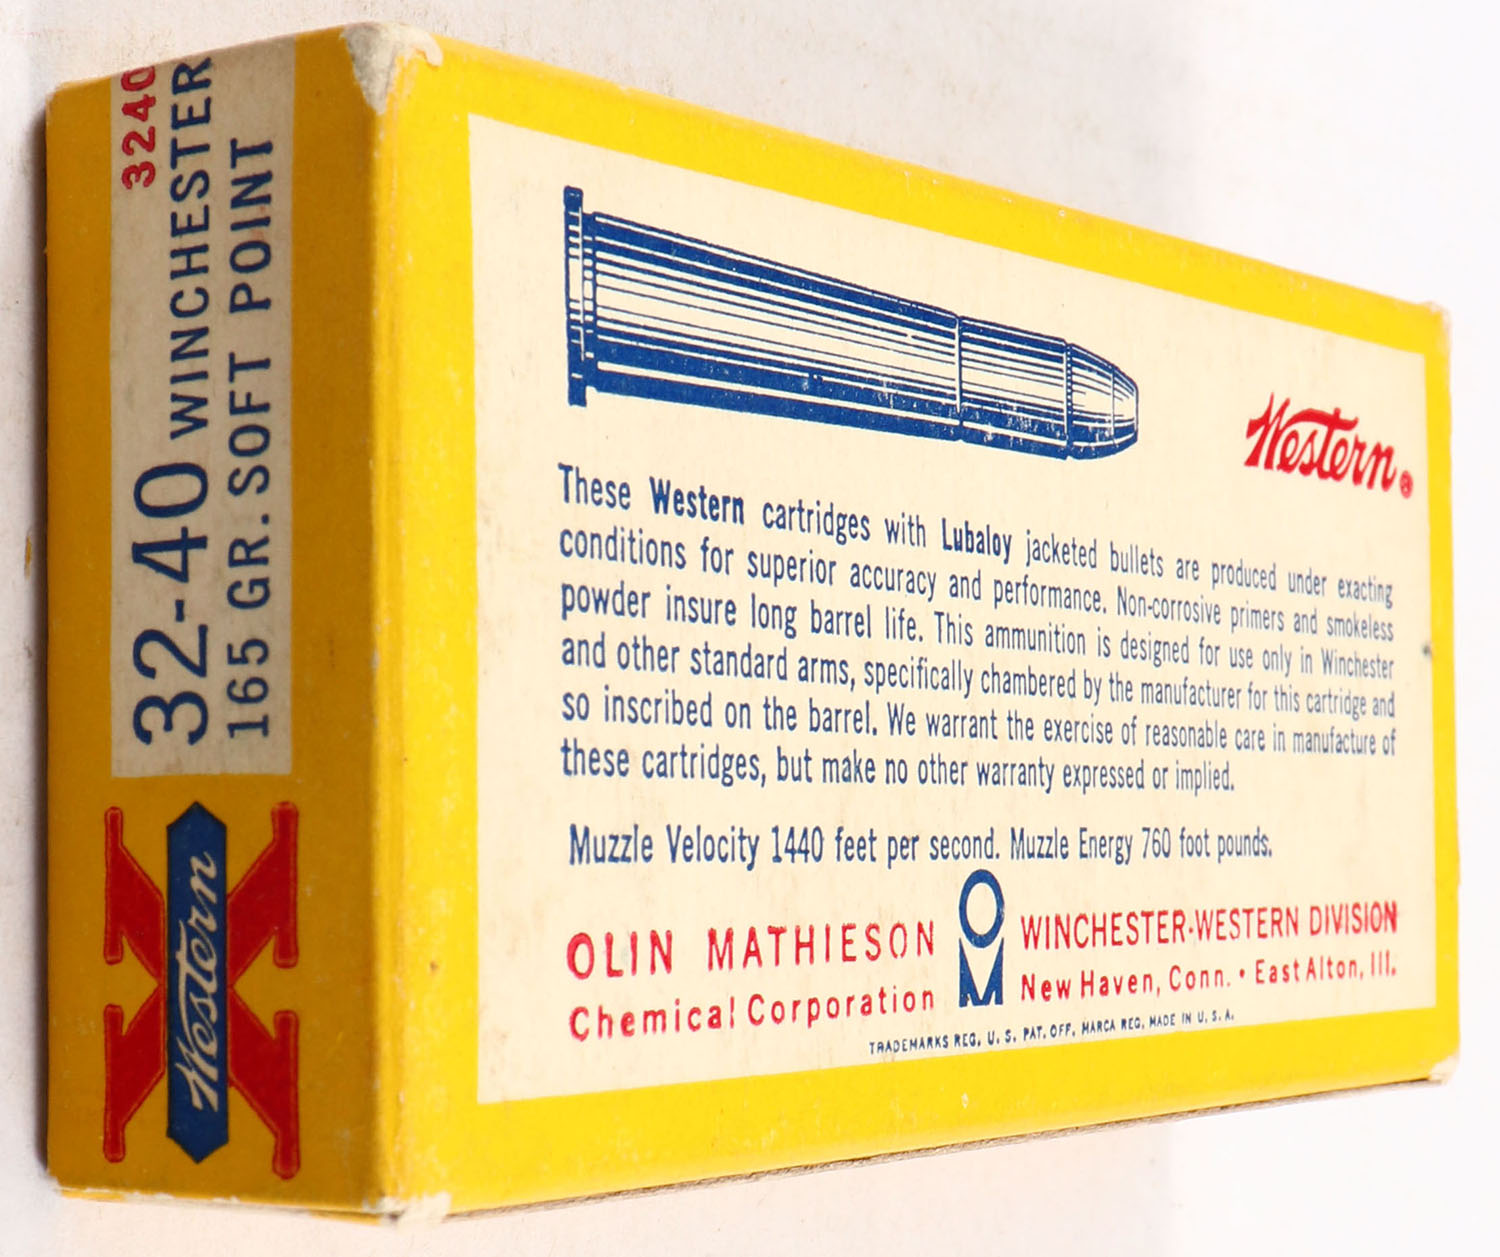 3240
32-40 WINCHESTER
165 GR. SOFT POINT
Western
Western®
These Western cartridges with Lubaloy jacketed bullets are produced under exacting
conditions for superior accuracy and performance. Non-corrosive primers and smokeless
powder insure long barrel life. This ammunition is designed for use only in Winchester
and other standard arms, specifically chambered by the manufacturer for this cartridge and
so inscribed on the barrel. We warrant the exercise of reasonable care in manufacture of
these cartridges, but make no other warranty expressed or implied.
Muzzle Velocity 1440 feet per second. Muzzle Energy 760 foot pounds.
OLIN MATHIESON
Chemical Corporation
OM
WINCHESTER-WESTERN DIVISION
New Haven, Conn. • East Alton, Ill.
TRADEMARKS REG. U. S. PAT. OFF. MARCA REG. MADE IN U. S. A.